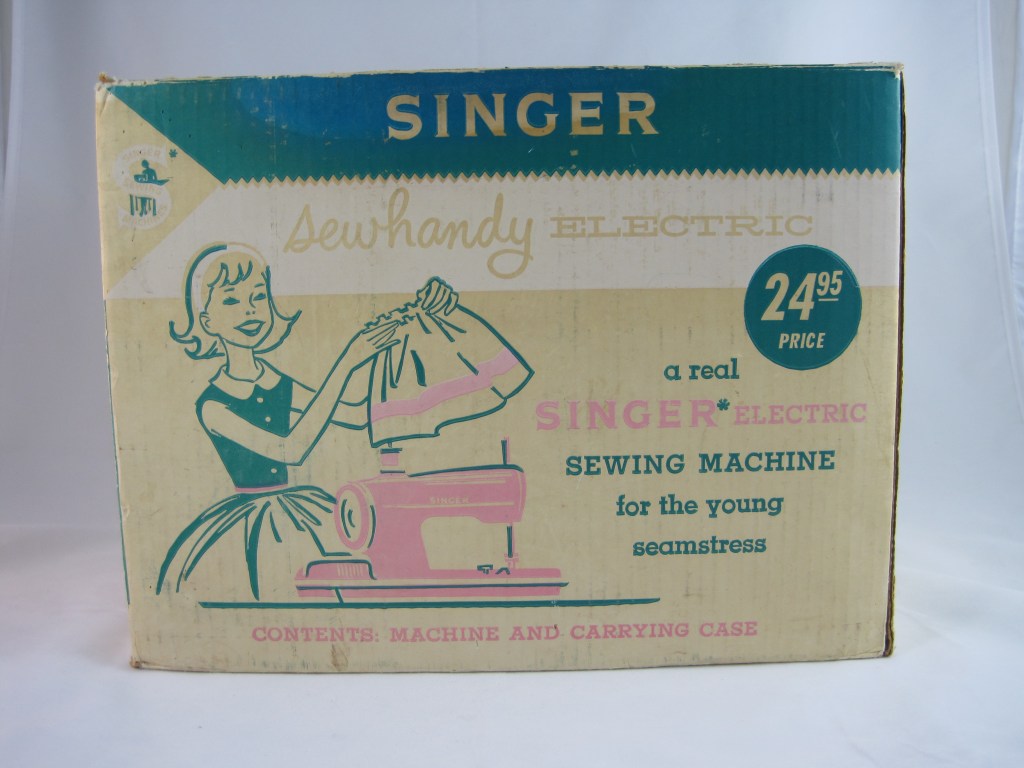 SINGER
sewhandy ELECTRIC
24 95
PRICE
a real
SINGER* ELECTRIC
SEWING MACHINE
for the young
seamstress
SINGER
CONTENTS: MACHINE AND CARRYING CASE